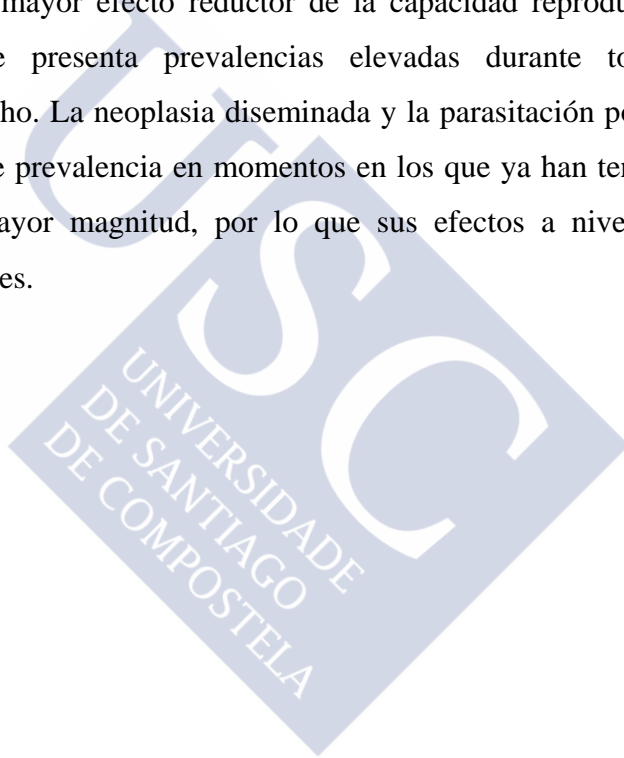 mayor efecto reductor de la capacidad reprodu
e presenta prevalencias elevadas durante to
ho. La neoplasia diseminada y la parasitación po
e prevalencia en momentos en los que ya han ter
ayor magnitud, por lo que sus efectos a nive
es.
USC
UNIVERSIDADE
DE SANTIAGO
DE COMPOSTELA